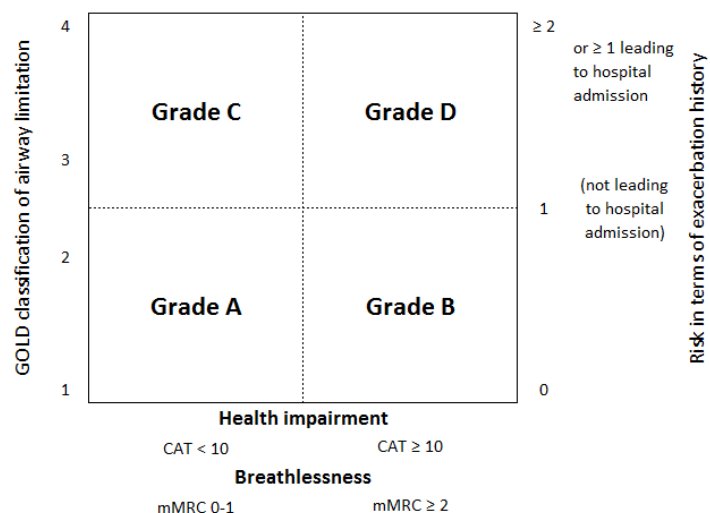 GOLD classification of airway limitation
4
3
2
1
Grade C
Grade D
Grade A
Grade B
≥ 2
or ≥ 1 leading
to hospital
admission
1
(not leading
to hospital
admission)
0
Risk in terms of exacerbation history
Health impairment
CAT < 10
CAT ≥ 10
Breathlessness
mMRC 0-1
mMRC ≥ 2